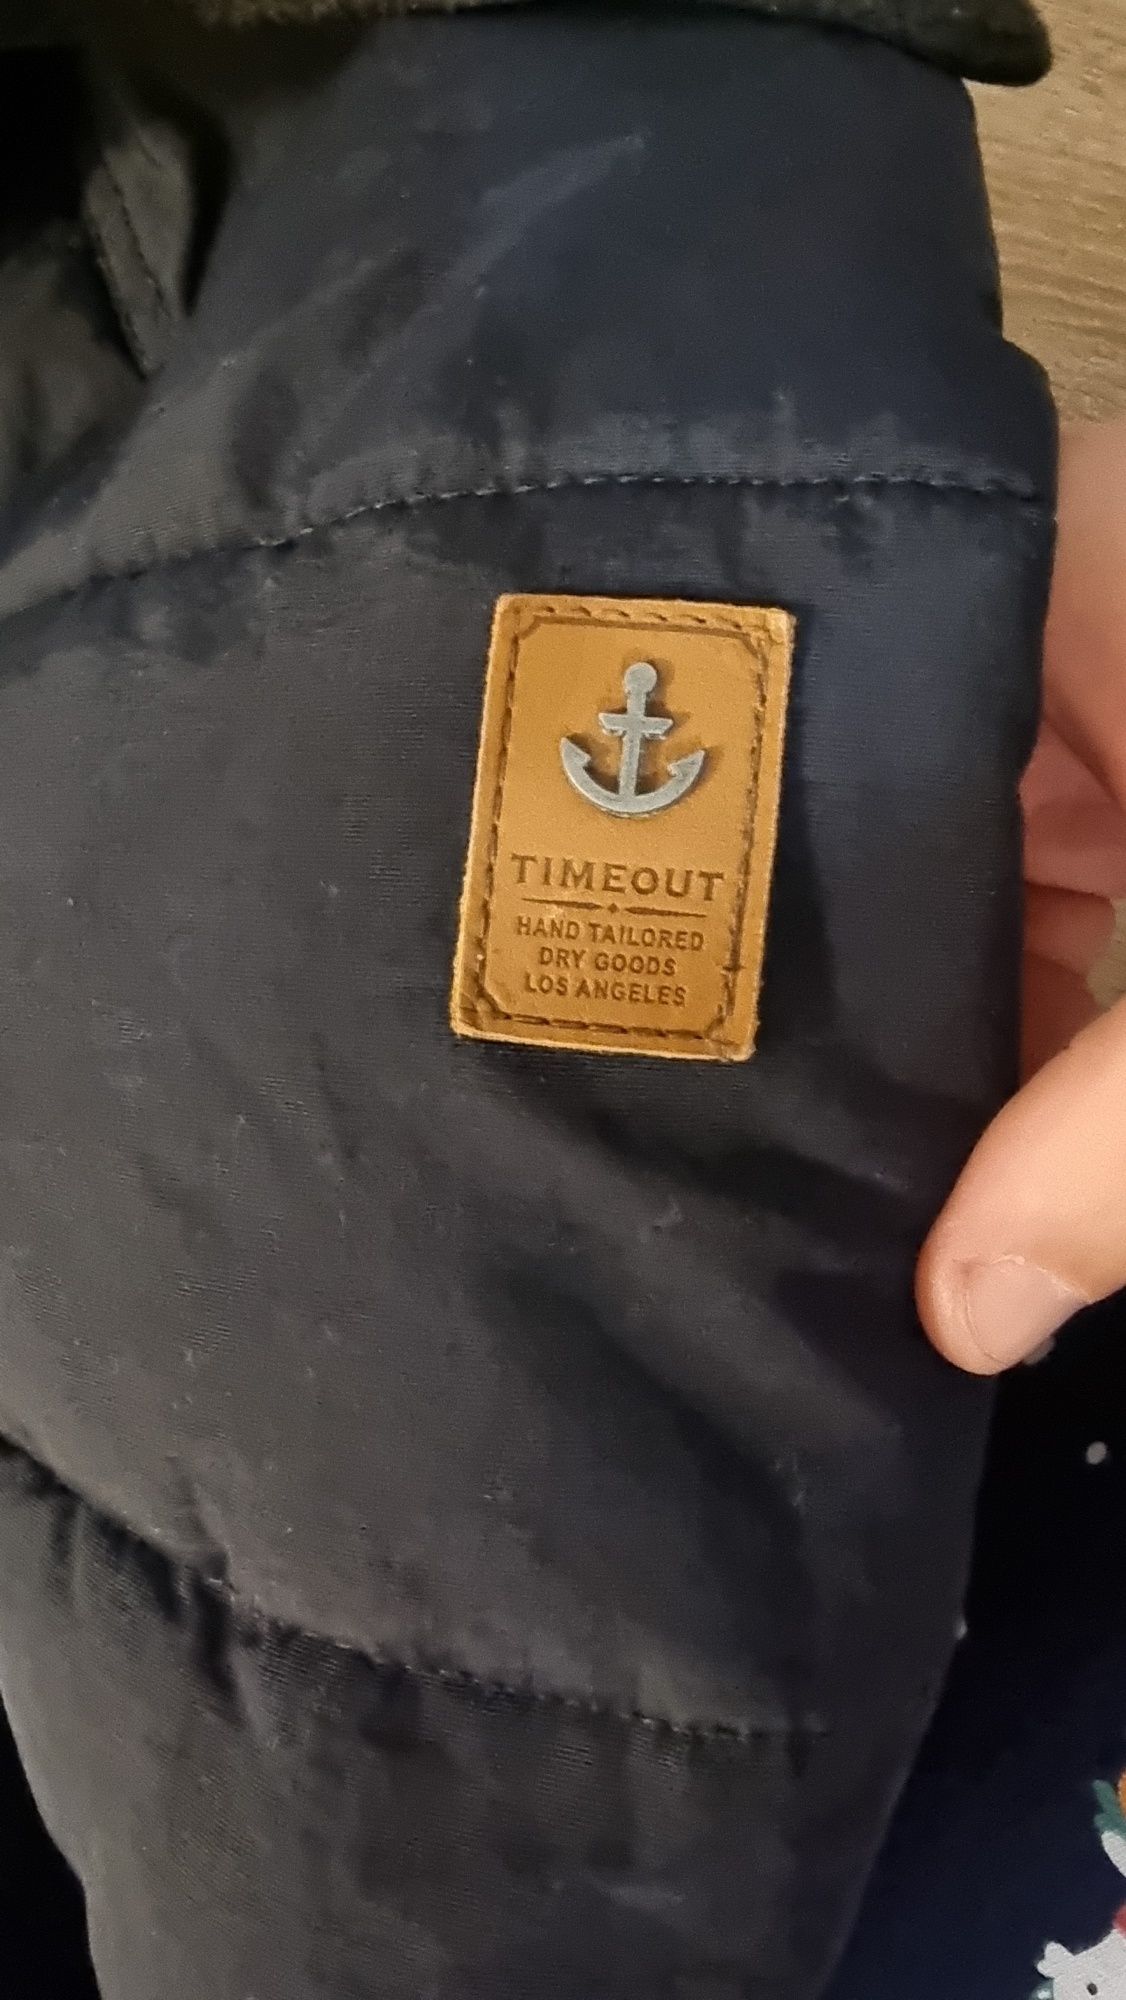 TIMEOUT
HAND TAILORED
DRY GOODS
LOS ANGELES